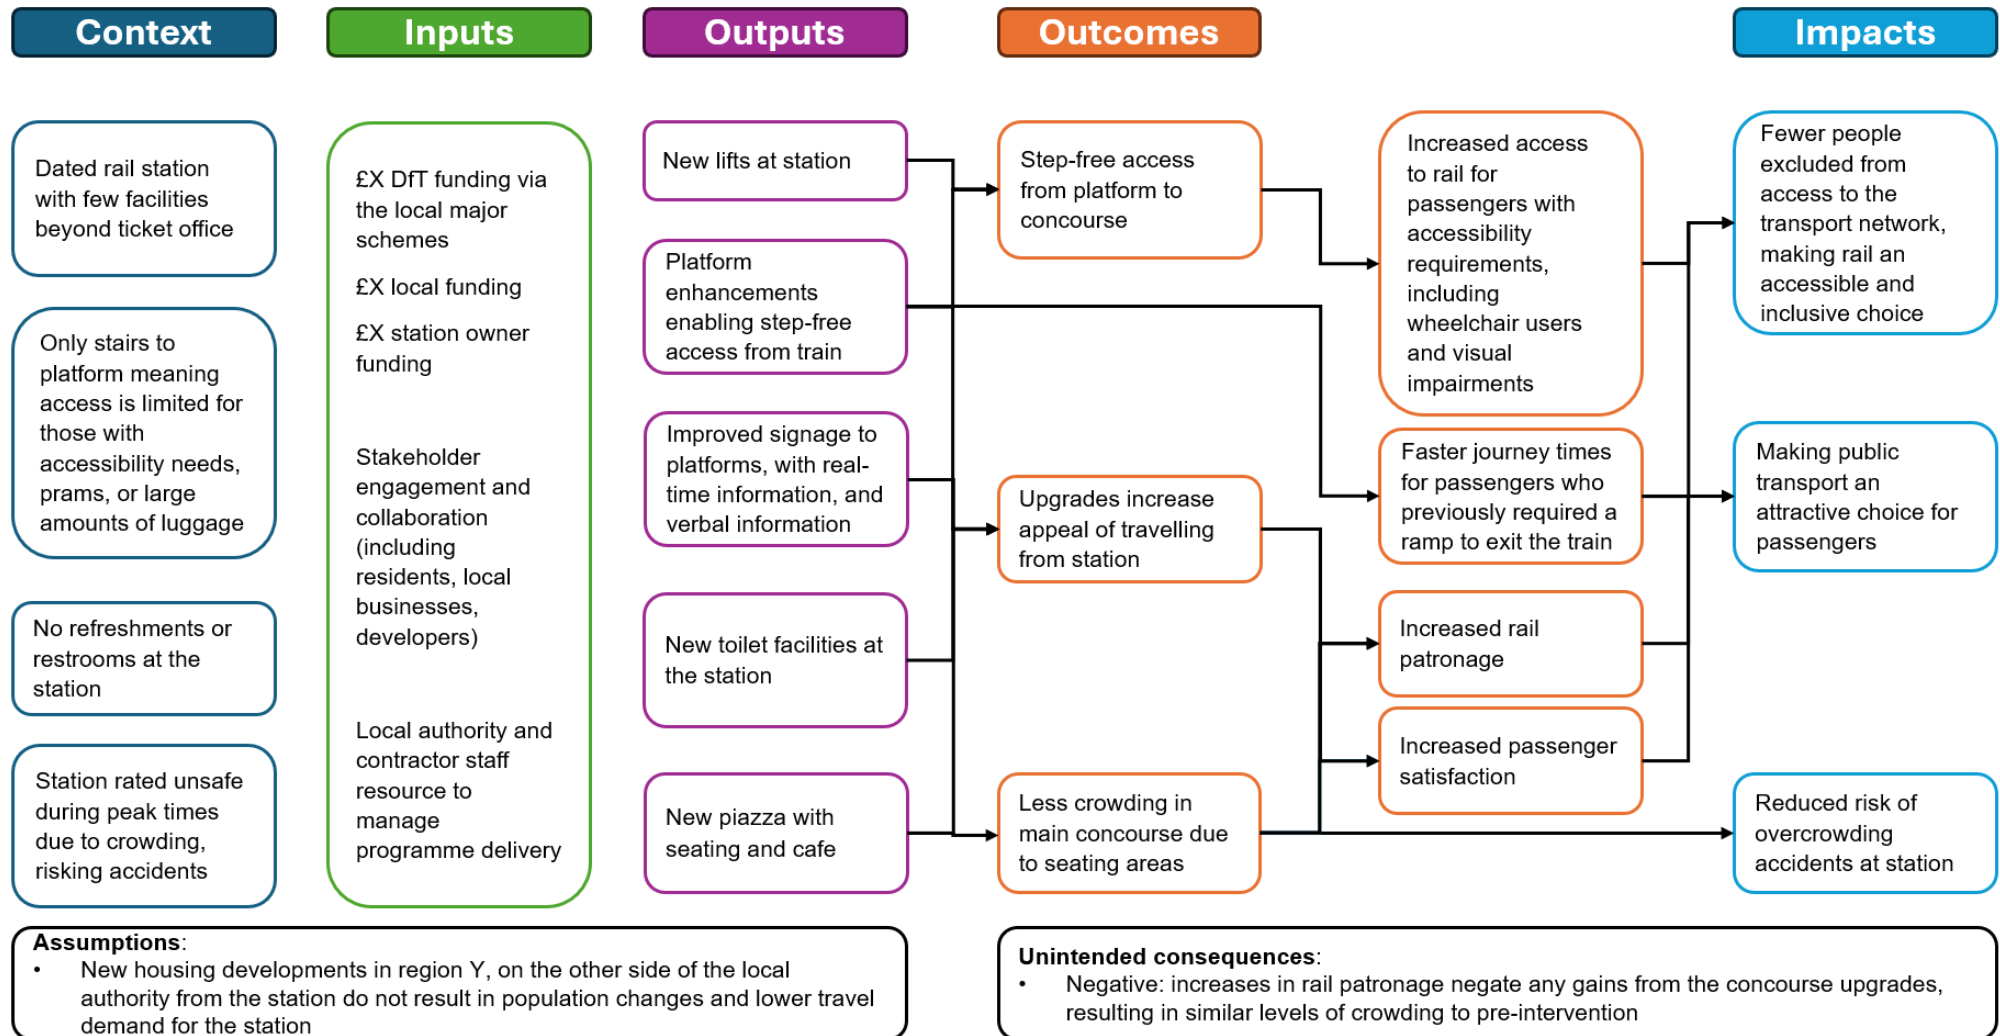 Context
Inputs
Outputs
Outcomes
Impacts
Dated rail station
with few facilities
beyond ticket office
Only stairs to
platform meaning
access is limited for
those with
accessibility needs,
prams, or large
amounts of luggage
No refreshments or
restrooms at the
station
Station rated unsafe
during peak times
due to crowding,
risking accidents
£X DfT funding via
the local major
schemes
£X local funding
£X station owner
funding
Stakeholder
engagement and
collaboration
(including
residents, local
businesses,
developers)
Local authority and
contractor staff
resource to
manage
programme delivery
New lifts at station
Platform
enhancements
enabling step-free
access from train
Improved signage to
platforms, with real-
time information, and
verbal information
New toilet facilities at
the station
New piazza with
seating and cafe
Step-free access
from platform to
concourse
Upgrades increase
appeal of travelling
from station
Less crowding in
main concourse due
to seating areas
Increased access
to rail for
passengers with
accessibility
requirements,
including
wheelchair users
and visual
impairments
Faster journey times
for passengers who
previously required a
ramp to exit the train
Increased rail
patronage
Increased passenger
satisfaction
Fewer people
excluded from
access to the
transport network,
making rail an
accessible and
inclusive choice
Making public
transport an
attractive choice for
passengers
Reduced risk of
overcrowding
accidents at station
Assumptions:
• New housing developments in region Y, on the other side of the local
authority from the station do not result in population changes and lower travel
demand for the station
Unintended consequences:
• Negative: increases in rail patronage negate any gains from the concourse upgrades,
resulting in similar levels of crowding to pre-intervention